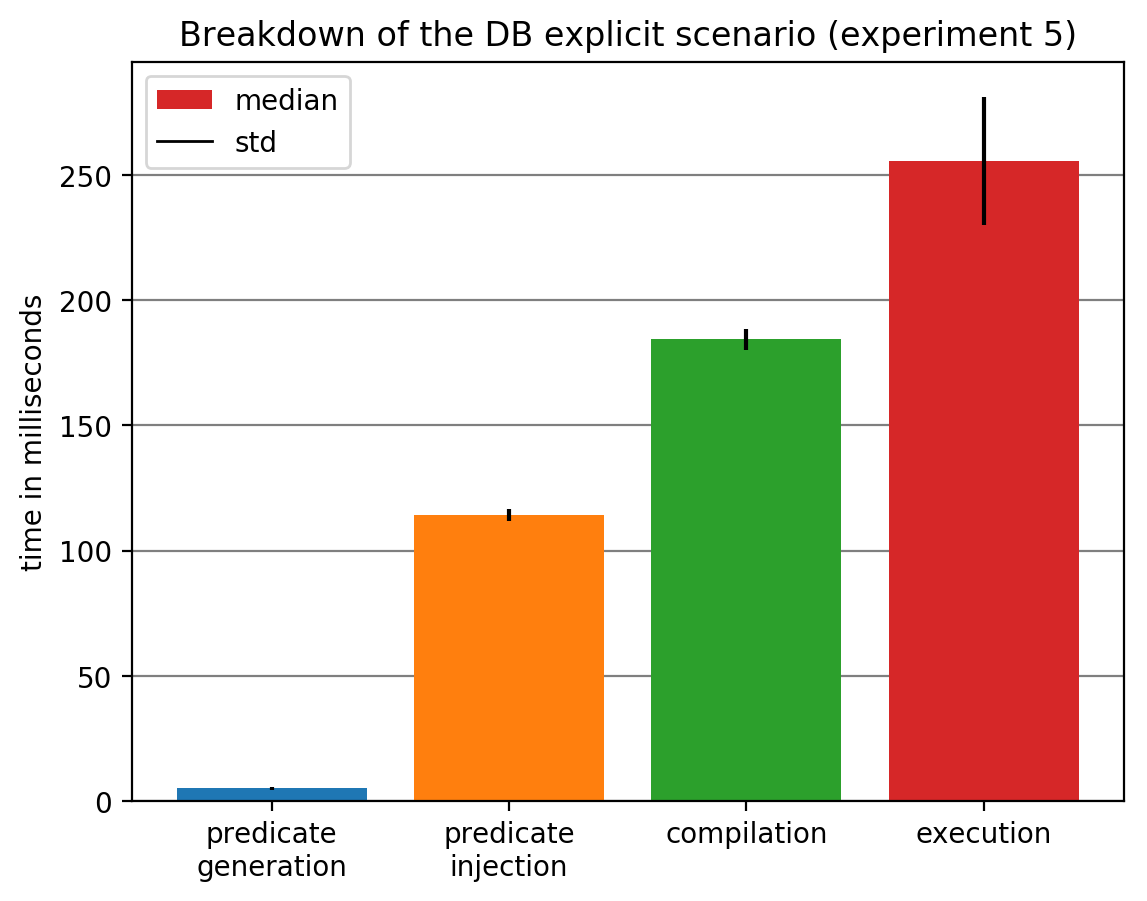 Breakdown of the DB explicit scenario (experiment 5)
median
std
time in milliseconds
250
200
150
100
50
0
predicate
generation
predicate
injection
compilation
execution